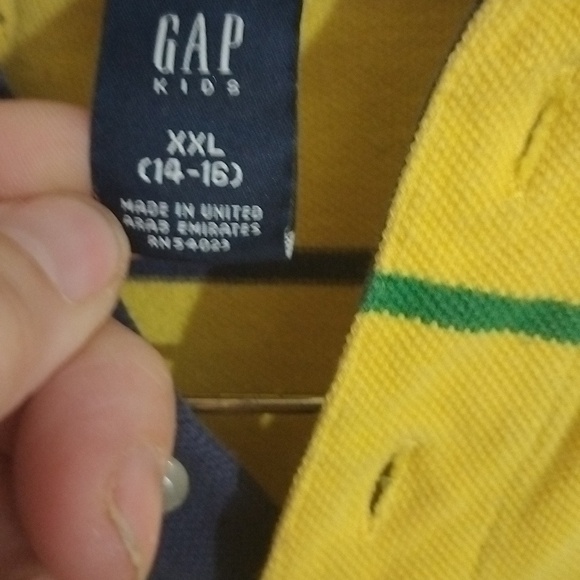 GAP
KIDS
XXL
(14-16)
MADE IN UNITED
ARAB EMIRATES
RN54023